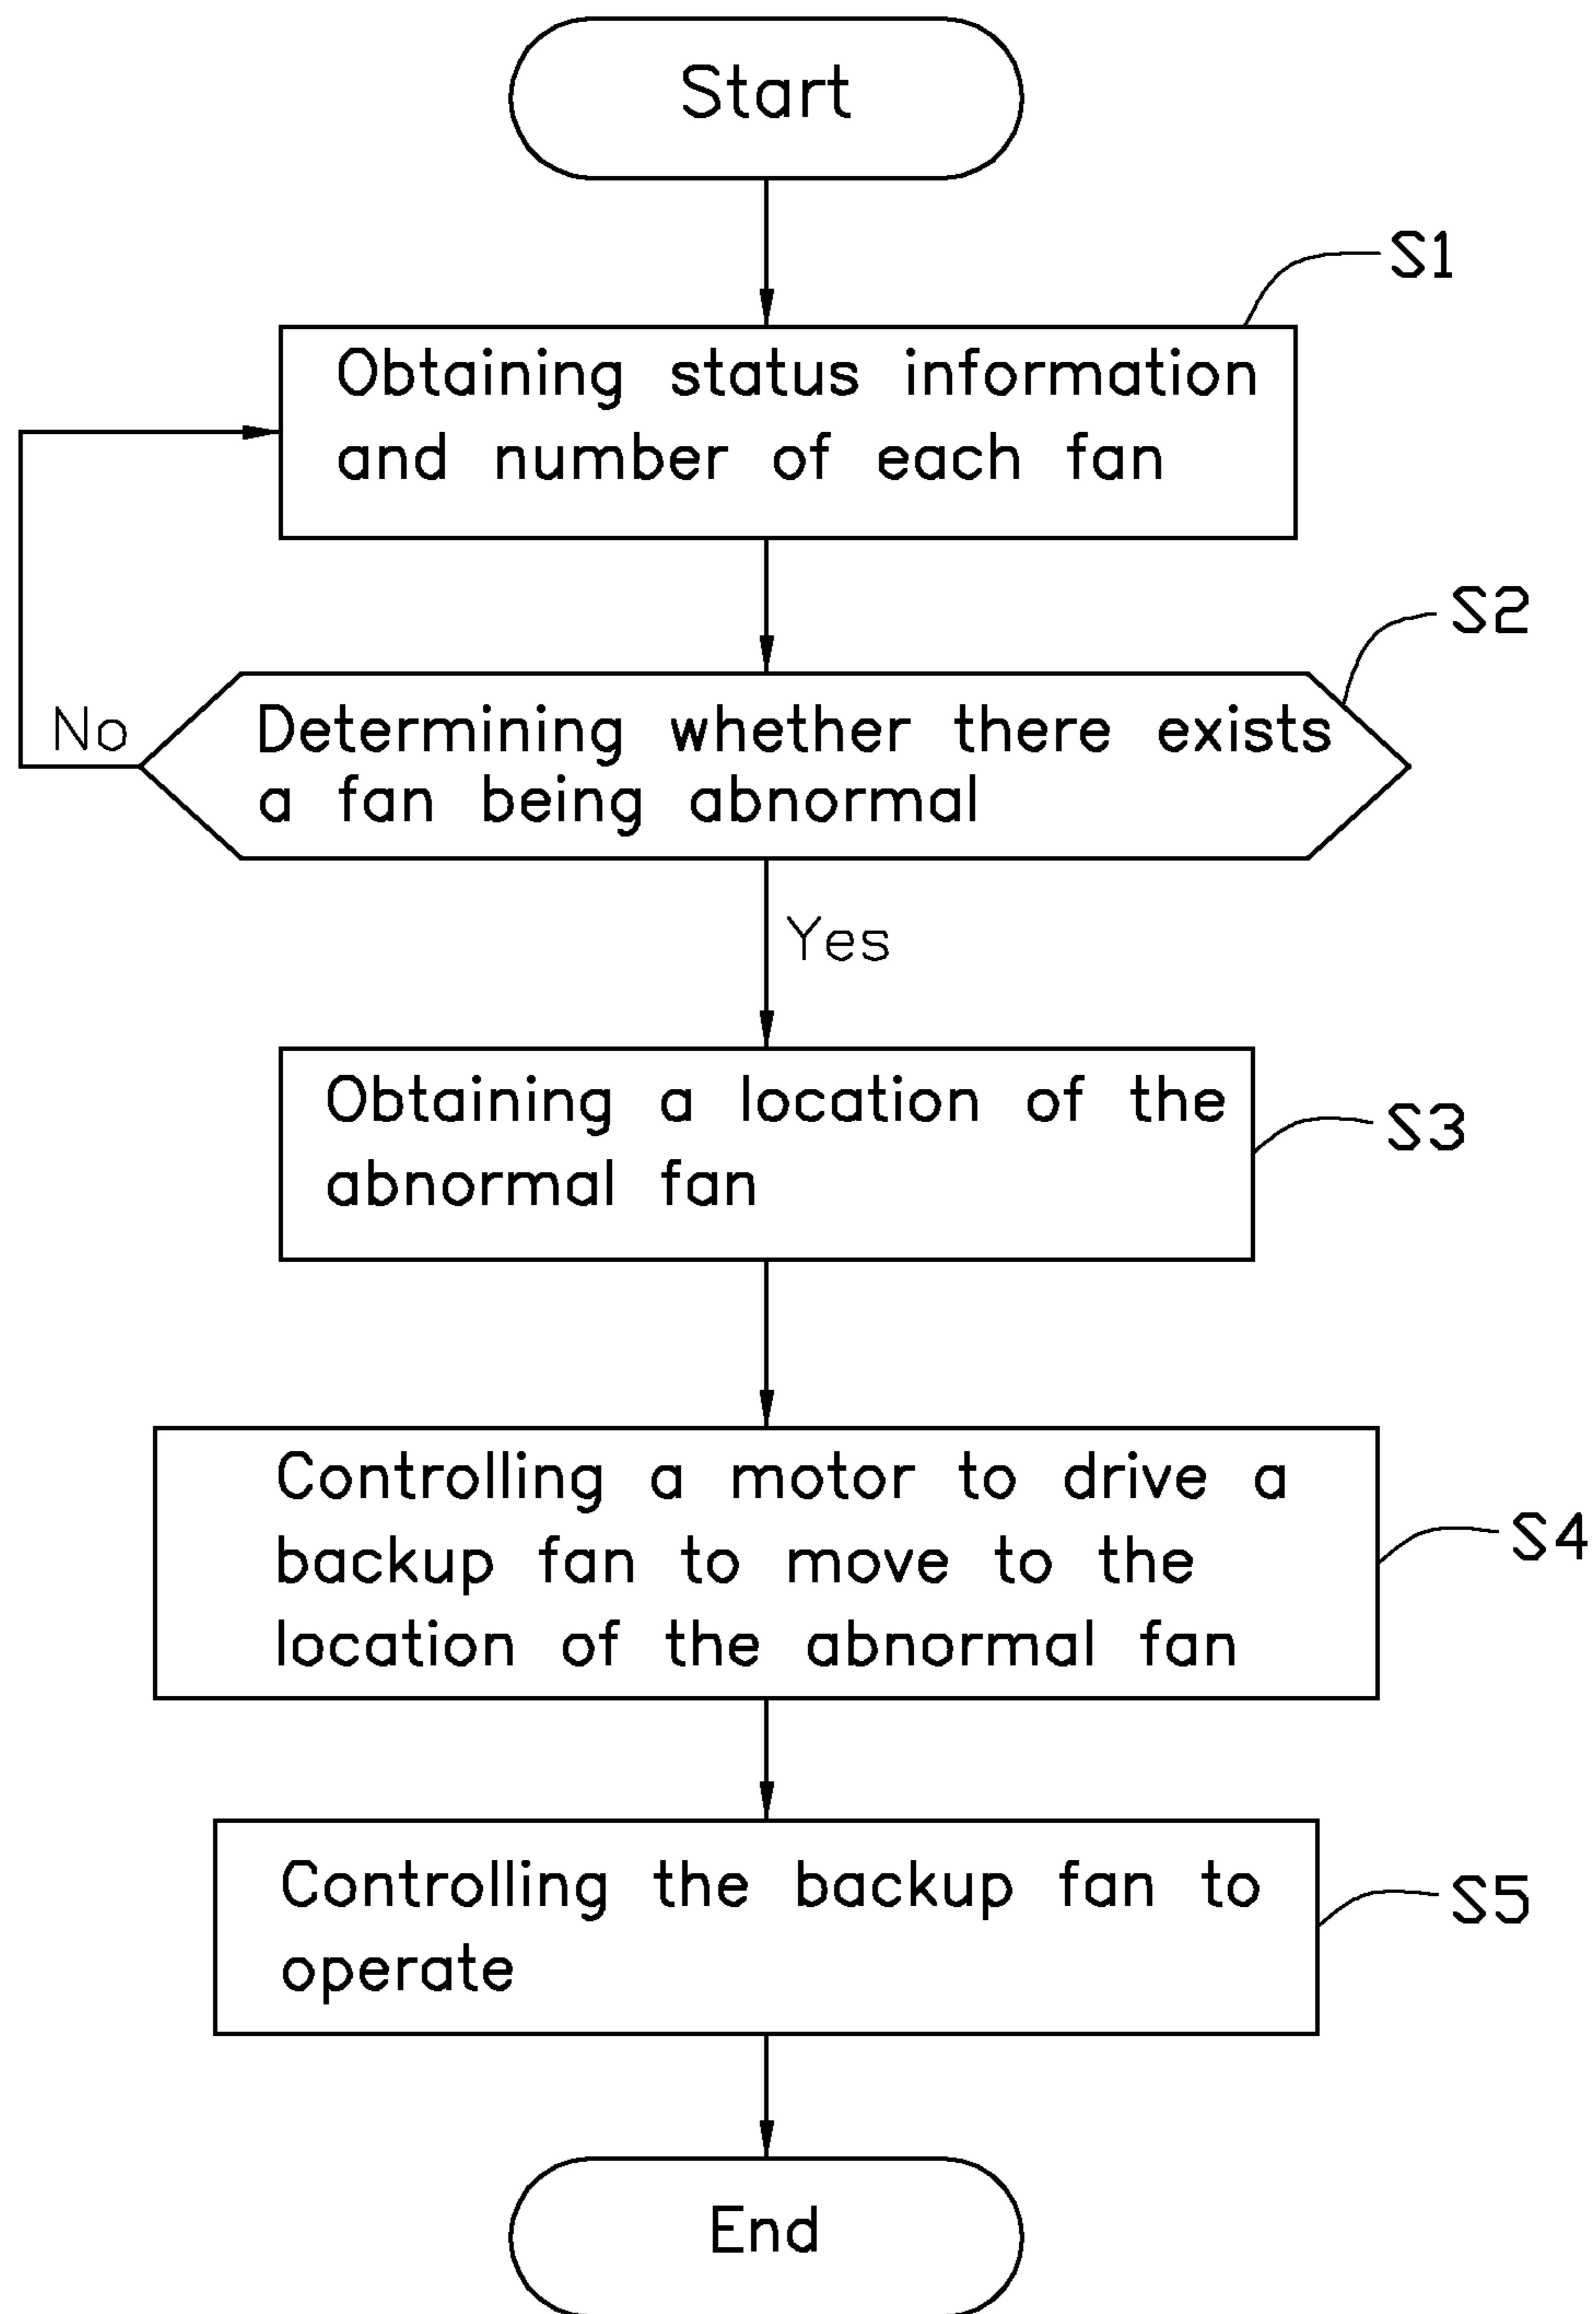 Start
S1
Obtaining status information
and number of each fan
S2
No
Determining whether there exists
a fan being abnormal
Yes
Obtaining a location of the
abnormal fan
S3
Controlling a motor to drive a
backup fan to move to the
location of the abnormal fan
S4
Controlling the backup fan to
operate
S5
End